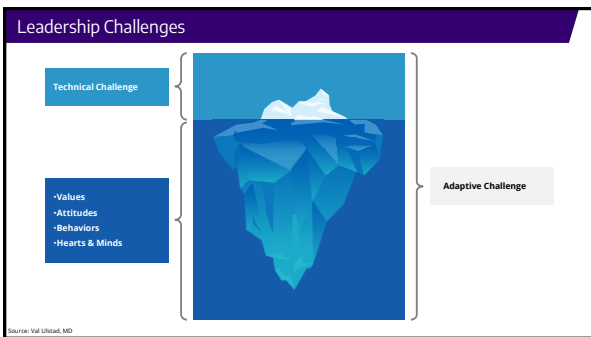 Leadership Challenges
Technical Challenge
•Values
•Attitudes
•Behaviors
•Hearts & Minds
Adaptive Challenge
Source: Val Ulstad, MD